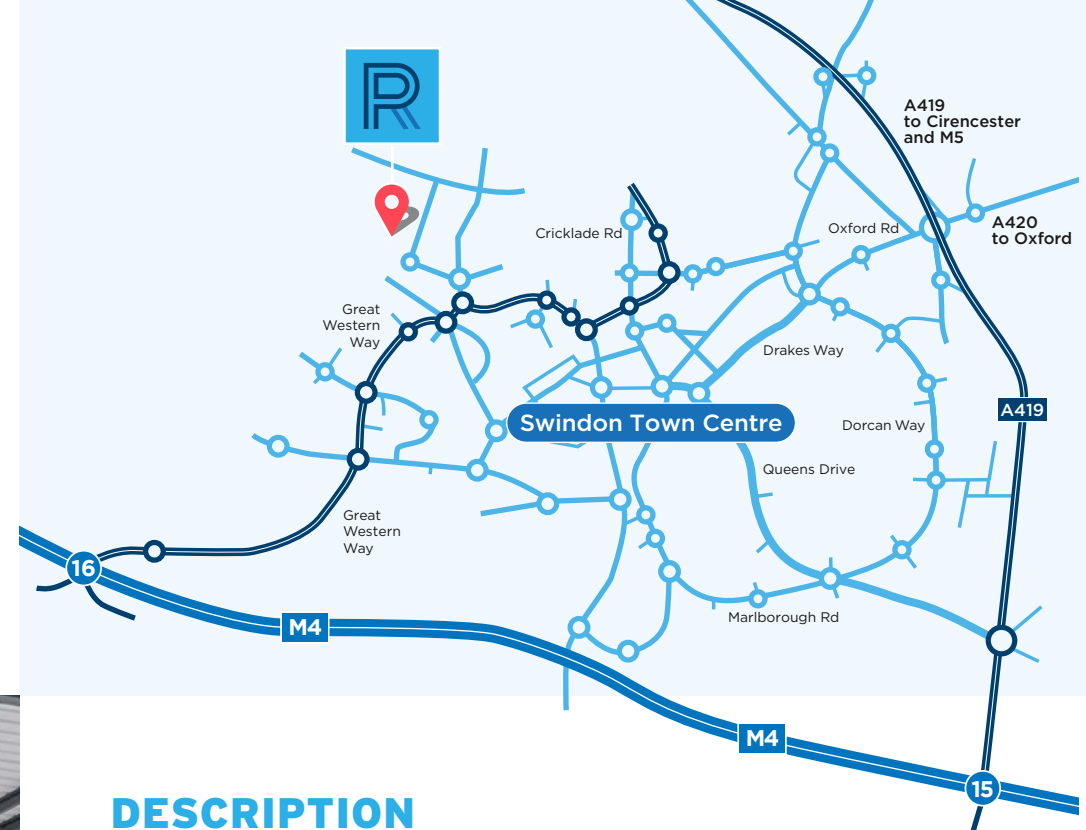 R
A419
to Cirencester
and M5
A420
to Oxford
Cricklade Rd
Oxford Rd
Great
Western
Way
Drakes Way
A419
Swindon Town Centre
Dorcan Way
Queens Drive
Great
Western
Way
16
M4
Marlborough Rd
M4
15
DESCRIPTION